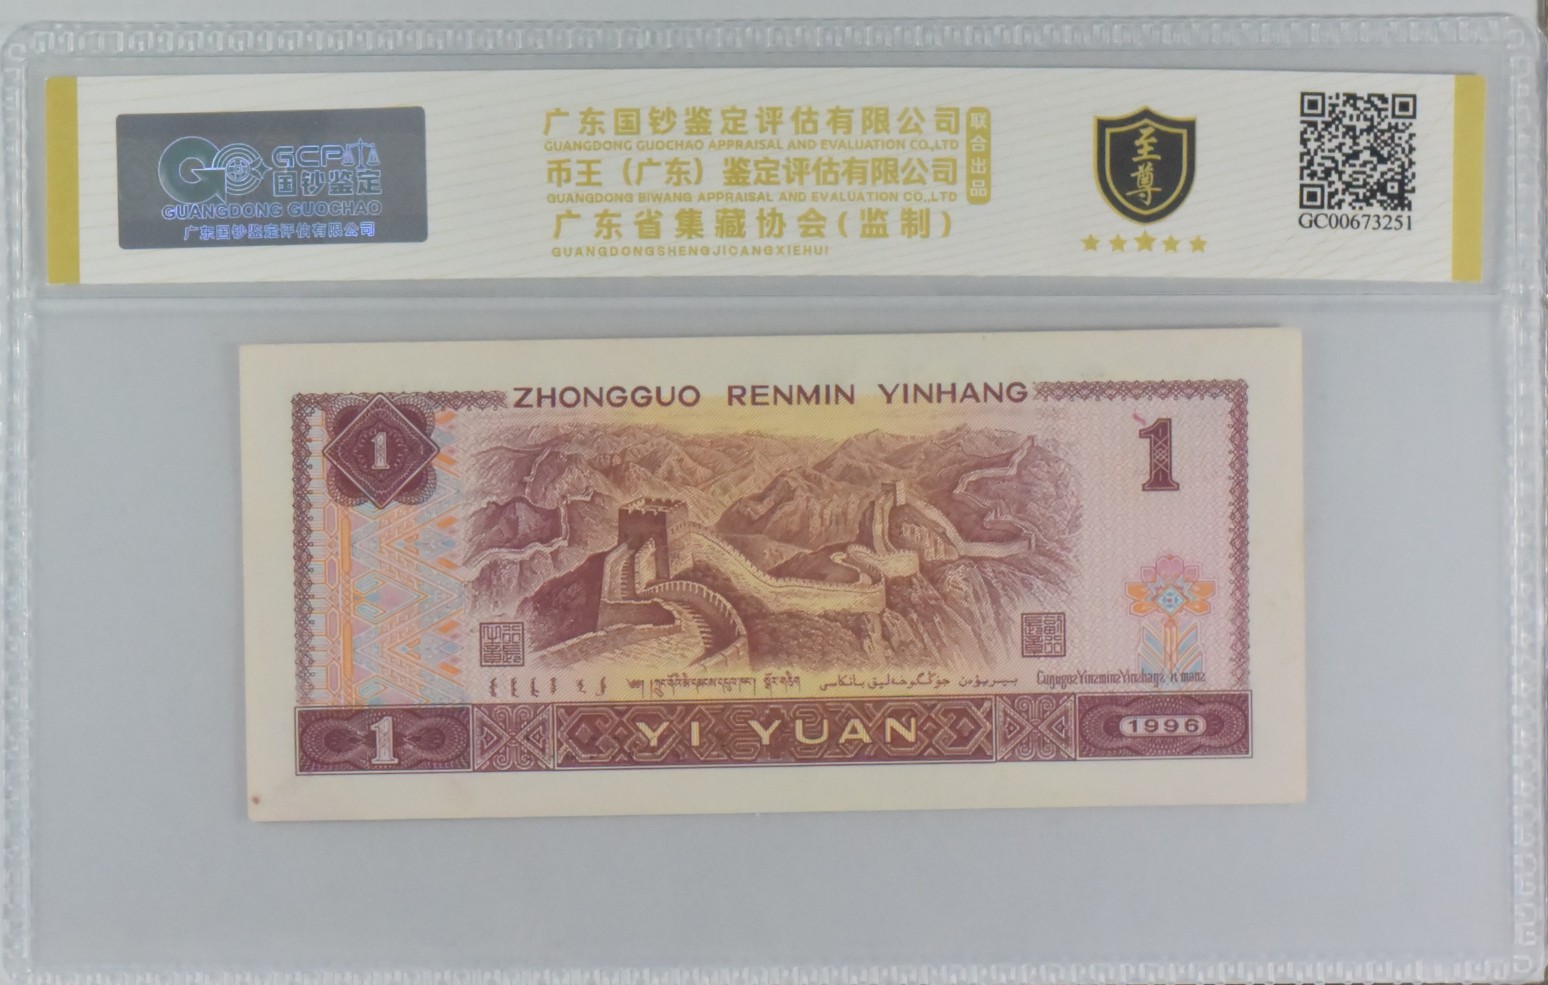 GCP
国钞鉴定
GUANGDONG GUOCHAO
广东国钞鉴定评估有限公司
广东国钞鉴定评估有限公司
GUANGDONG GUOCHAO APPRAISAL AND EVALUATION CO.,LTD
币王（广东）鉴定评估有限公司
GUANGDONG BIWANG APPRAISAL AND EVALUATION CO.,LTD
联合出品
广东省集藏协会(监制)
GUANGDONGSHENGJICANGXIEHUI
至尊
GC00673251
ZHONGGUO RENMIN YINHANG
1
1
1
YI YUAN
1996